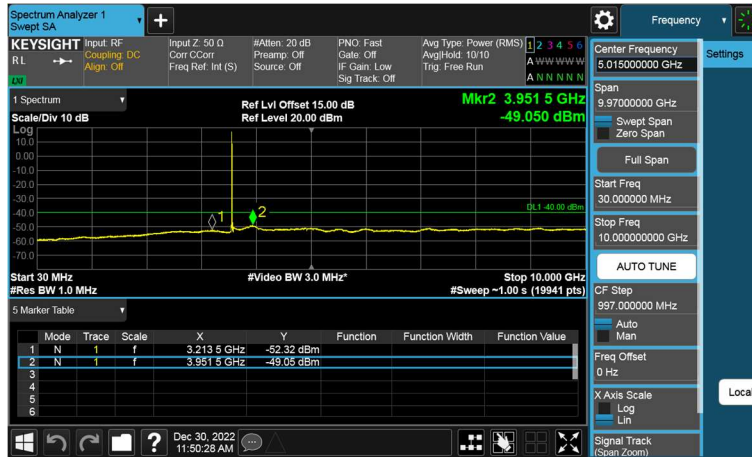 Spectrum Analyzer 1
Swept SA
Frequency
KEYSIGHT
RL
LXI
Input: RF
Coupling: DC
Align: Off
Input Z: 50 Ω
Corr CCorr
Freq Ref: Int (S)
#Atten: 20 dB
Preamp: Off
Source: Off
PNO: Fast
Gate: Off
IF Gain: Low
Sig Track: Off
Avg Type: Power (RMS)
Avg|Hold: 10/10
Trig: Free Run
1 2 3 4 5 6
A W W W W W
A N N N N N
1 Spectrum
Scale/Div 10 dB
Ref Lvl Offset 15.00 dB
Ref Level 20.00 dBm
Mkr2 3.951 5 GHz
-49.050 dBm
Log
10.0
0.00
-10.0
-20.0
-30.0
-40.0
-50.0
-60.0
-70.0
1
2
DL1 -40.00 dBm
Start 30 MHz
#Res BW 1.0 MHz
#Video BW 3.0 MHz*
Stop 10.000 GHz
#Sweep ~1.00 s (19941 pts)
5 Marker Table
Mode Trace Scale X Y Function Function Width Function Value
1 N 1 f 3.213 5 GHz -52.32 dBm
2 N 1 f 3.951 5 GHz -49.05 dBm
3
4
5
6
Dec 30, 2022
11:50:28 AM
?
Center Frequency
5.015000000 GHz
Settings
Span
9.97000000 GHz
Swept Span
Zero Span
Full Span
Start Freq
30.000000 MHz
Stop Freq
10.000000000 GHz
AUTO TUNE
CF Step
997.000000 MHz
Auto
Man
Freq Offset
0 Hz
X Axis Scale
Log
Lin
Signal Track
(Span Zoom)
Local